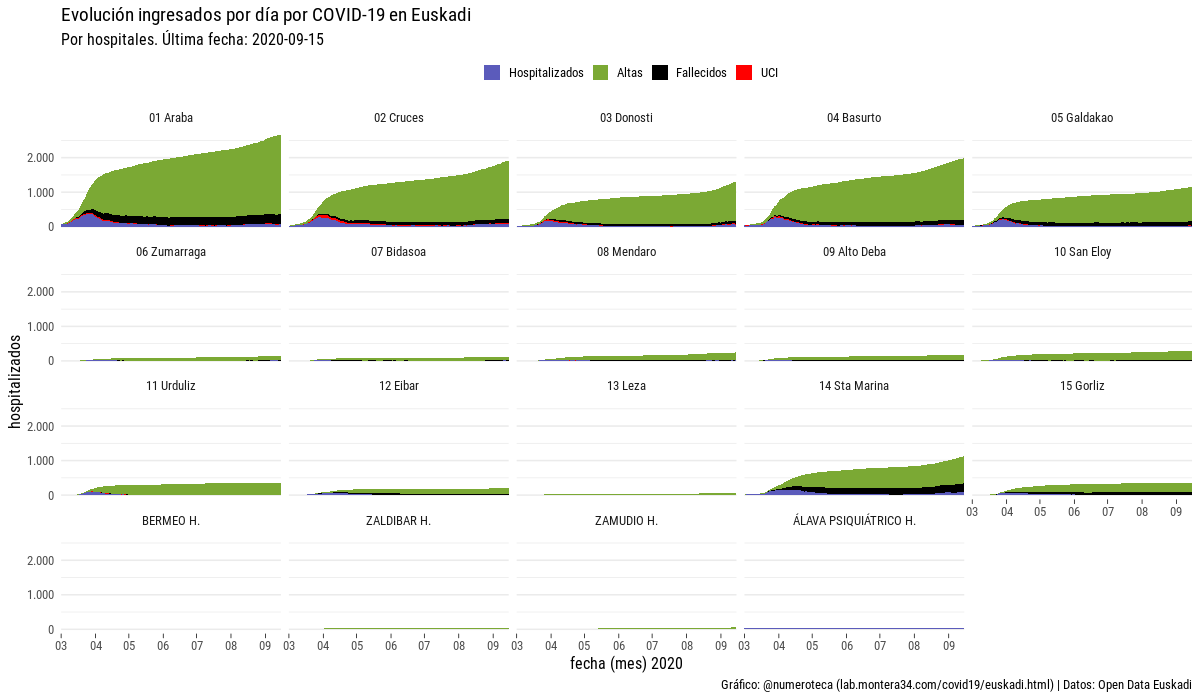 Evolución ingresados por día por COVID-19 en Euskadi
Por hospitales. Última fecha: 2020-09-15
Hospitalizados Altas Fallecidos UCI
01 Araba 02 Cruces 03 Donosti 04 Basurto 05 Galdakao
2.000
1.000
0
06 Zumarraga 07 Bidasoa 08 Mendaro 09 Alto Deba 10 San Eloy
2.000
1.000
0
hospitalizados
11 Urduliz 12 Eibar 13 Leza 14 Sta Marina 15 Gorliz
2.000
1.000
0
03 04 05 06 07 08 09
BERMEO H. ZALDIBAR H. ZAMUDIO H. ÁLAVA PSIQUIÁTRICO H.
2.000
1.000
0
03 04 05 06 07 08 09 03 04 05 06 07 08 09 03 04 05 06 07 08 09 03 04 05 06 07 08 09
fecha (mes) 2020
Gráfico: @numeroteca (lab.montera34.com/covid19/euskadi.html) | Datos: Open Data Euskadi